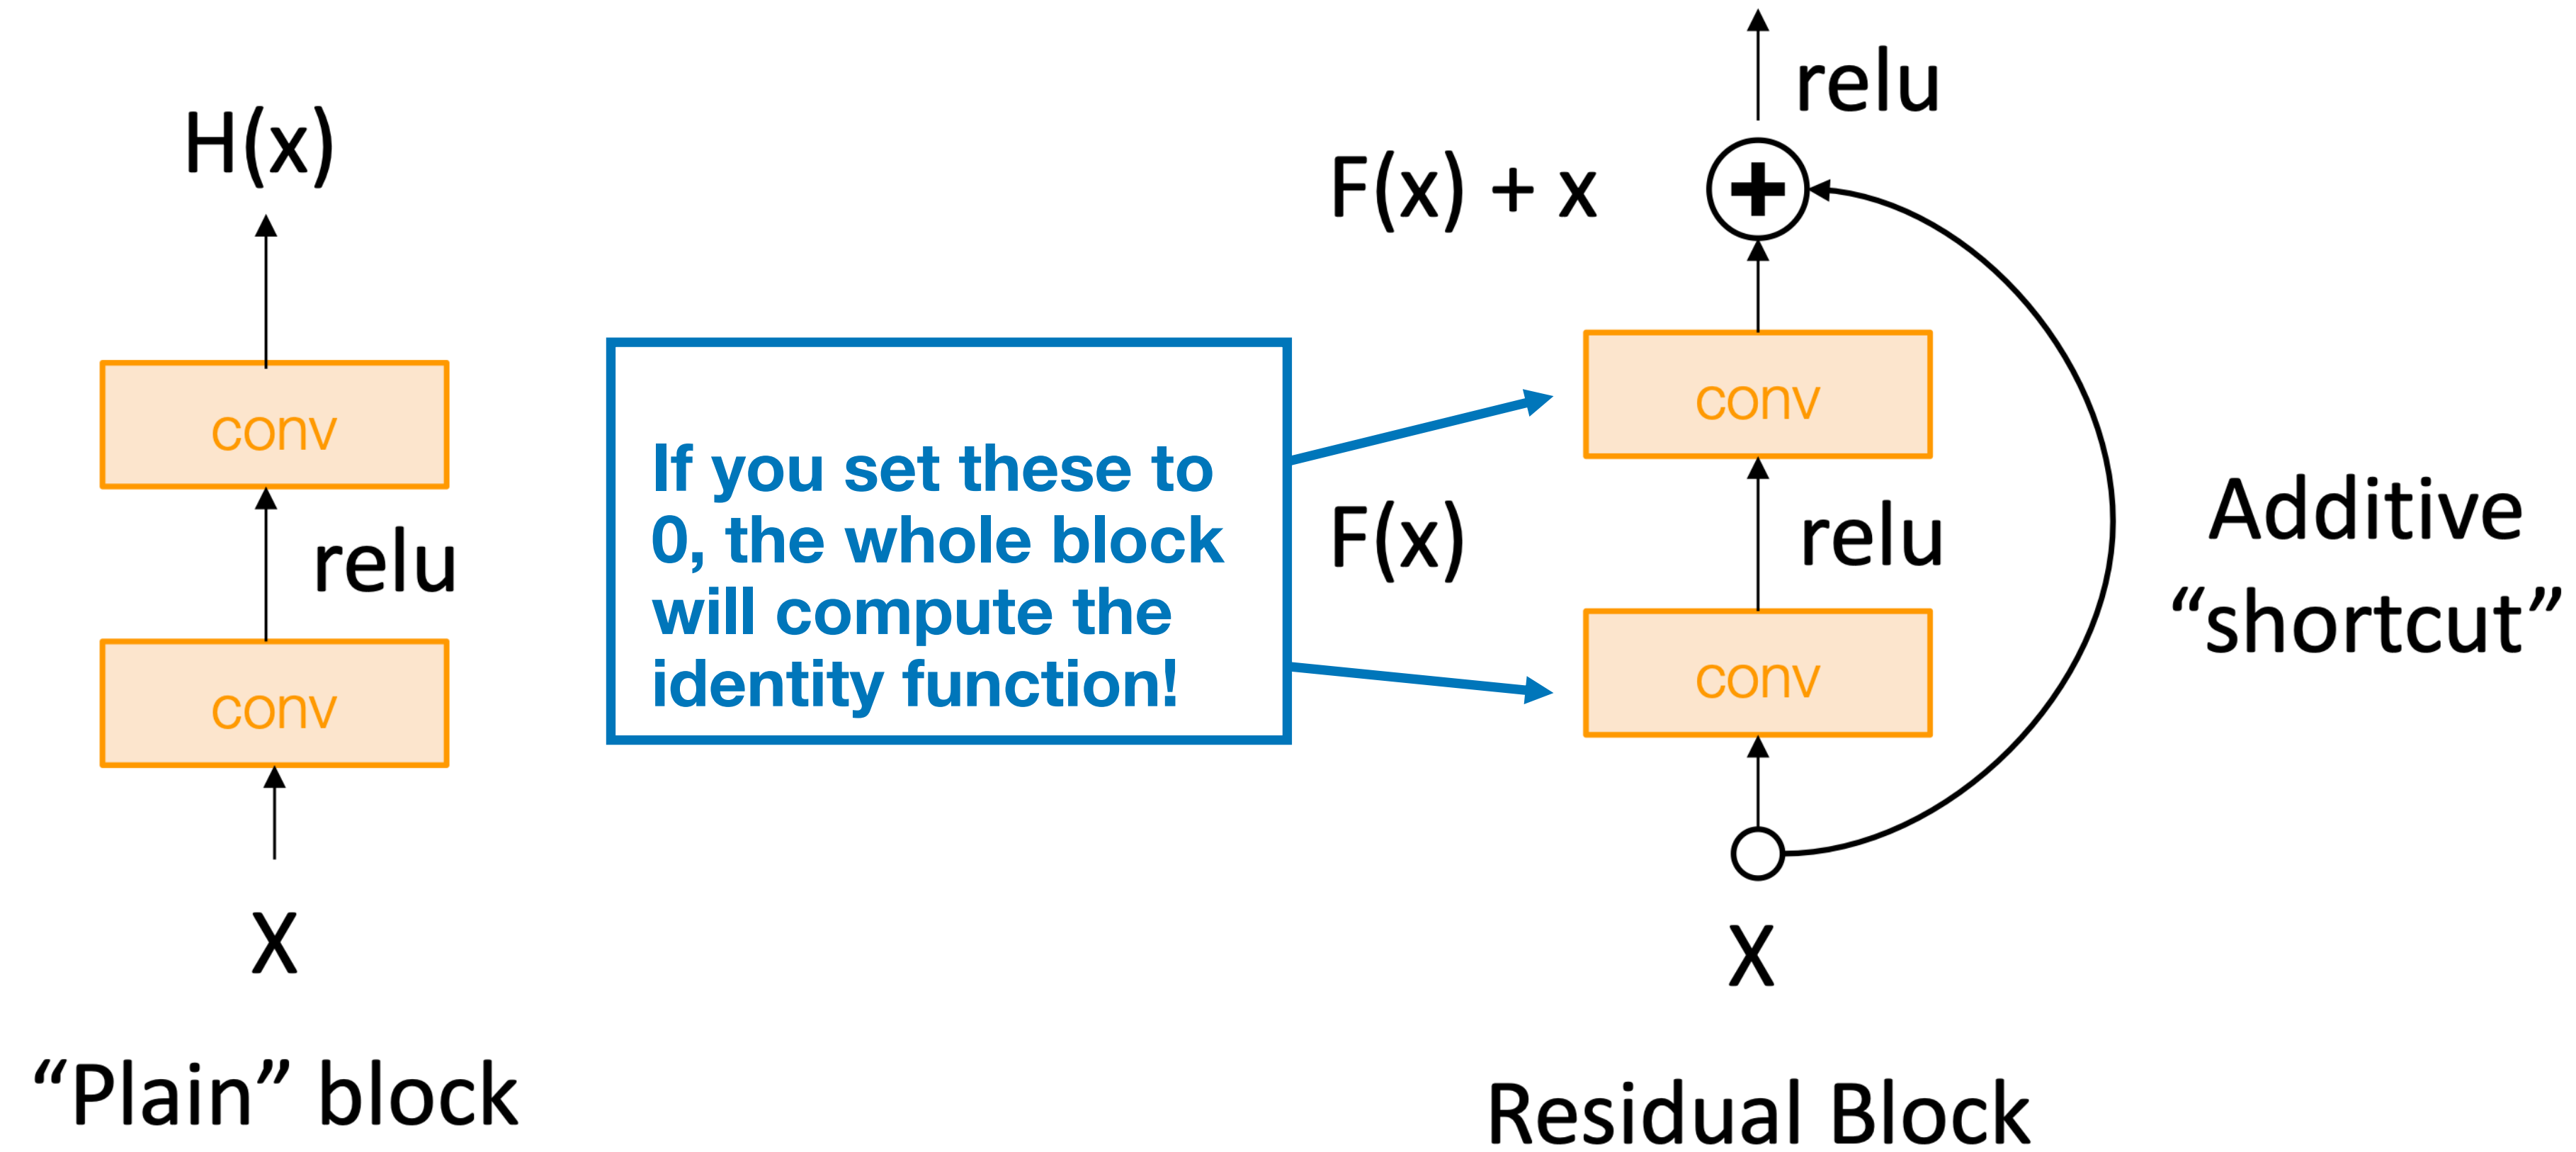 H(x)
conv
relu
conv
X
“Plain” block
If you set these to
0, the whole block
will compute the
identity function!
relu
F(x) + x
conv
F(x)
relu
conv
X
Residual Block
Additive
“shortcut”